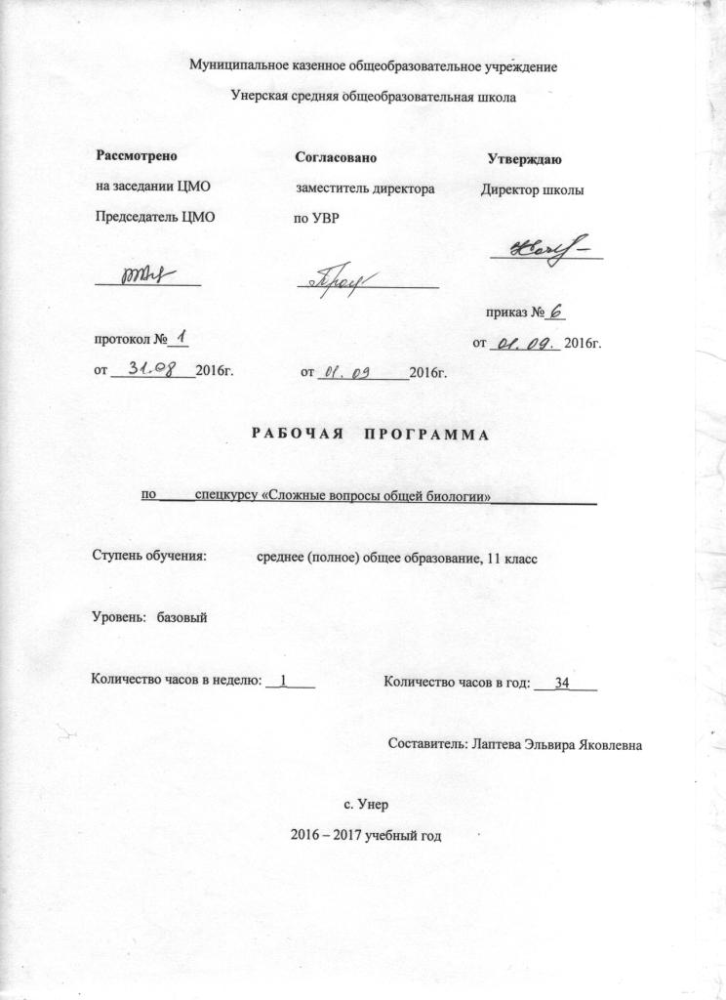 Муниципальное казенное общеобразовательное учреждение
Унерская средняя общеобразовательная школа
Рассмотрено Согласовано Утверждаю
на заседании ЦМО заместитель директора Директор школы
Председатель ЦМО по УВР
приказ № 6
протокол № 1
от 01.09. 2016г.
от 31.08 2016г. от 01.09 2016г.
РАБОЧАЯ ПРОГРАММА
по спецкурсу «Сложные вопросы общей биологии»
Ступень обучения: среднее (полное) общее образование, 11 класс
Уровень: базовый
Количество часов в неделю: 1 Количество часов в год: 34
Составитель: Лаптева Эльвира Яковлевна
с. Унер
2016 – 2017 учебный год